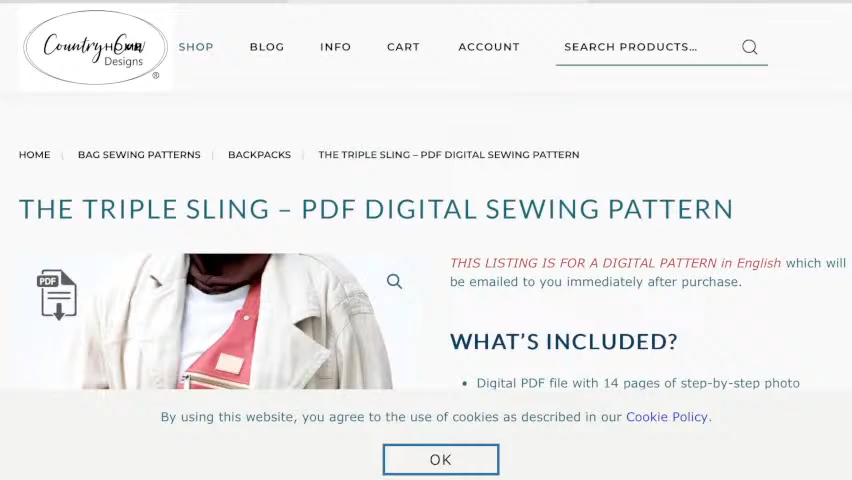 Country Cow
Designs
®
HOME
SHOP
BLOG
INFO
CART
ACCOUNT
SEARCH PRODUCTS...
HOME | BAG SEWING PATTERNS | BACKPACKS | THE TRIPLE SLING – PDF DIGITAL SEWING PATTERN
THE TRIPLE SLING – PDF DIGITAL SEWING PATTERN
PDF
THIS LISTING IS FOR A DIGITAL PATTERN in English which will
be emailed to you immediately after purchase.
WHAT'S INCLUDED?
• Digital PDF file with 14 pages of step-by-step photo
By using this website, you agree to the use of cookies as described in our Cookie Policy.
OK